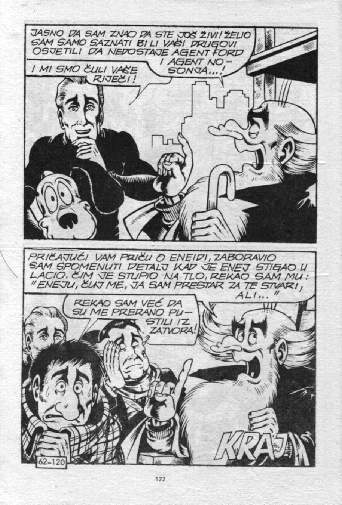 JASNO DA SAM ZNAO DA STE JOŠ ŽIVI! ŽELIO
SAM SAMO SAZNATI BI LI VAŠI DRUGOVI
OSJETILI DA NEDOSTAJE AGENT FORD
I AGENT NO-
SONJA...!
I MI SMO ČULI VAŠE
RIJEČI!
PRIČAJUĆI VAM PRIČU O ENEIDI, ZABORAVIO
SAM SPOMENUTI DETALJ KAD JE ENEJ STIGAO U
LACIO. ČIM JE STUPIO NA TLO, REKAO SAM MU:
"ENEJU, ČUJ ME, JA SAM PRESTAR ZA TE STVARI,
ALI..."
REKAO SAM VEĆ DA
SU ME PRERANO PU-
STILI IZ
ZATVORA!
KRAJ
62-120
122